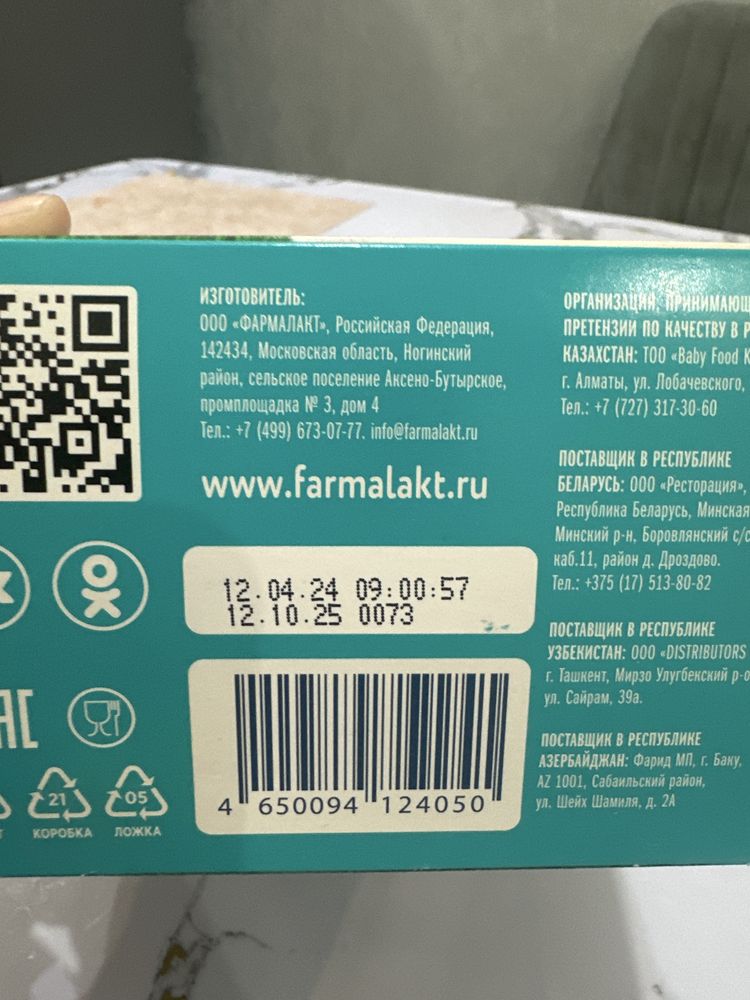 ИЗГОТОВИТЕЛЬ:
ООО «ФАРМАЛАКТ», Российская Федерация,
142434, Московская область, Ногинский
район, сельское поселение Аксено-Бутырское,
промплощадка № 3, дом 4
Тел.: +7 (499) 673-07-77. info@farmalakt.ru
www.farmalakt.ru
12.04.24 09:00:57
12.10.25 0073
4 650094 124050
ЕАС
21
КОРОБКА
05
ЛОЖКА
ОРГАНИЗАЦИЯ, ПРИНИМАЮЩ
ПРЕТЕНЗИИ ПО КАЧЕСТВУ В Р
КАЗАХСТАН: ТОО «Baby Food K
г. Алматы, ул. Лобачевского,
Тел.: +7 (727) 317-30-60
ПОСТАВЩИК В РЕСПУБЛИКЕ
БЕЛАРУСЬ: ООО «Ресторация»,
Республика Беларусь, Минская
Минский р-н, Боровлянский с/с
каб.11, район д. Дроздово.
Тел.: +375 (17) 513-80-82
ПОСТАВЩИК В РЕСПУБЛИКЕ
УЗБЕКИСТАН: ООО «DISTRIBUTORS
г. Ташкент, Мирзо Улугбекский р-о
ул. Сайрам, 39а.
ПОСТАВЩИК В РЕСПУБЛИКЕ
АЗЕРБАЙДЖАН: Фарид МП, г. Баку,
AZ 1001, Сабаильский район,
ул. Шейх Шамиля, д. 2А